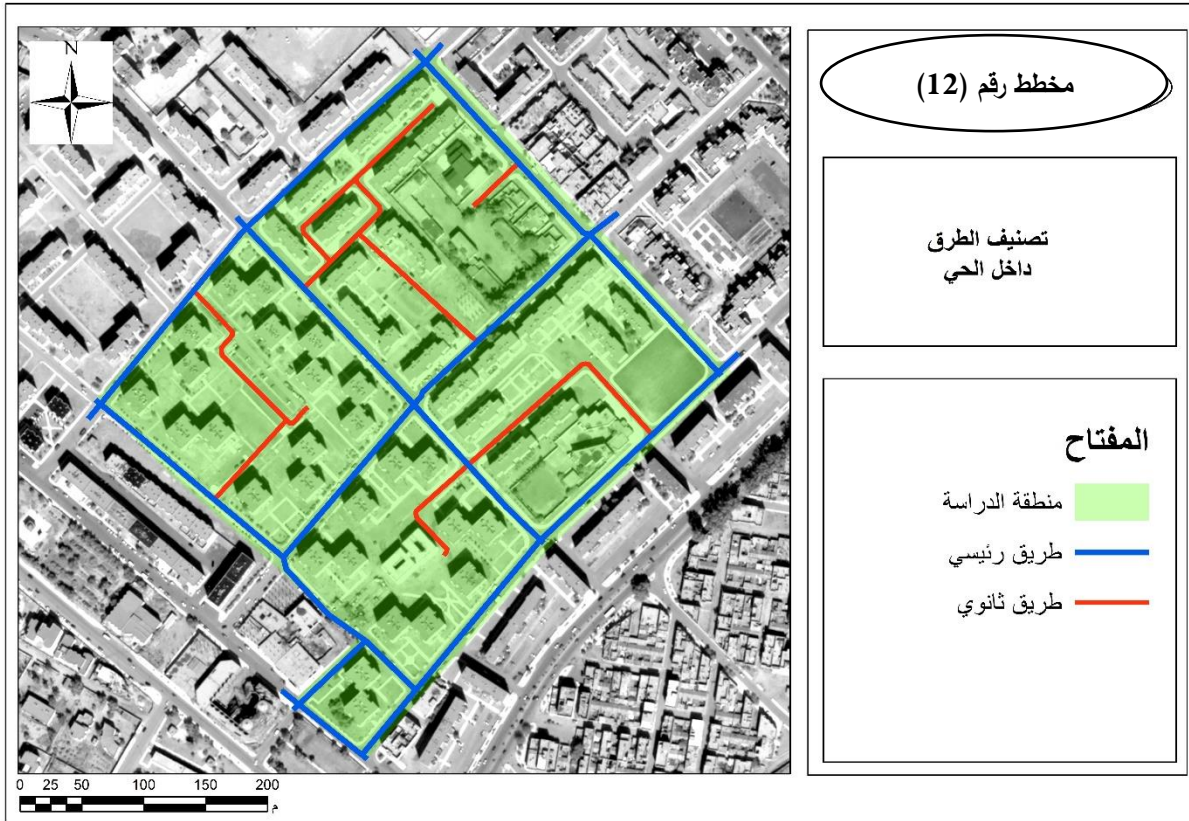 مخطط رقم (12)
تصنيف الطرق
داخل الحي
المفتاح
منطقة الدراسة
طريق رئيسي
طريق ثانوي
N
0 25 50 100 150 200
م